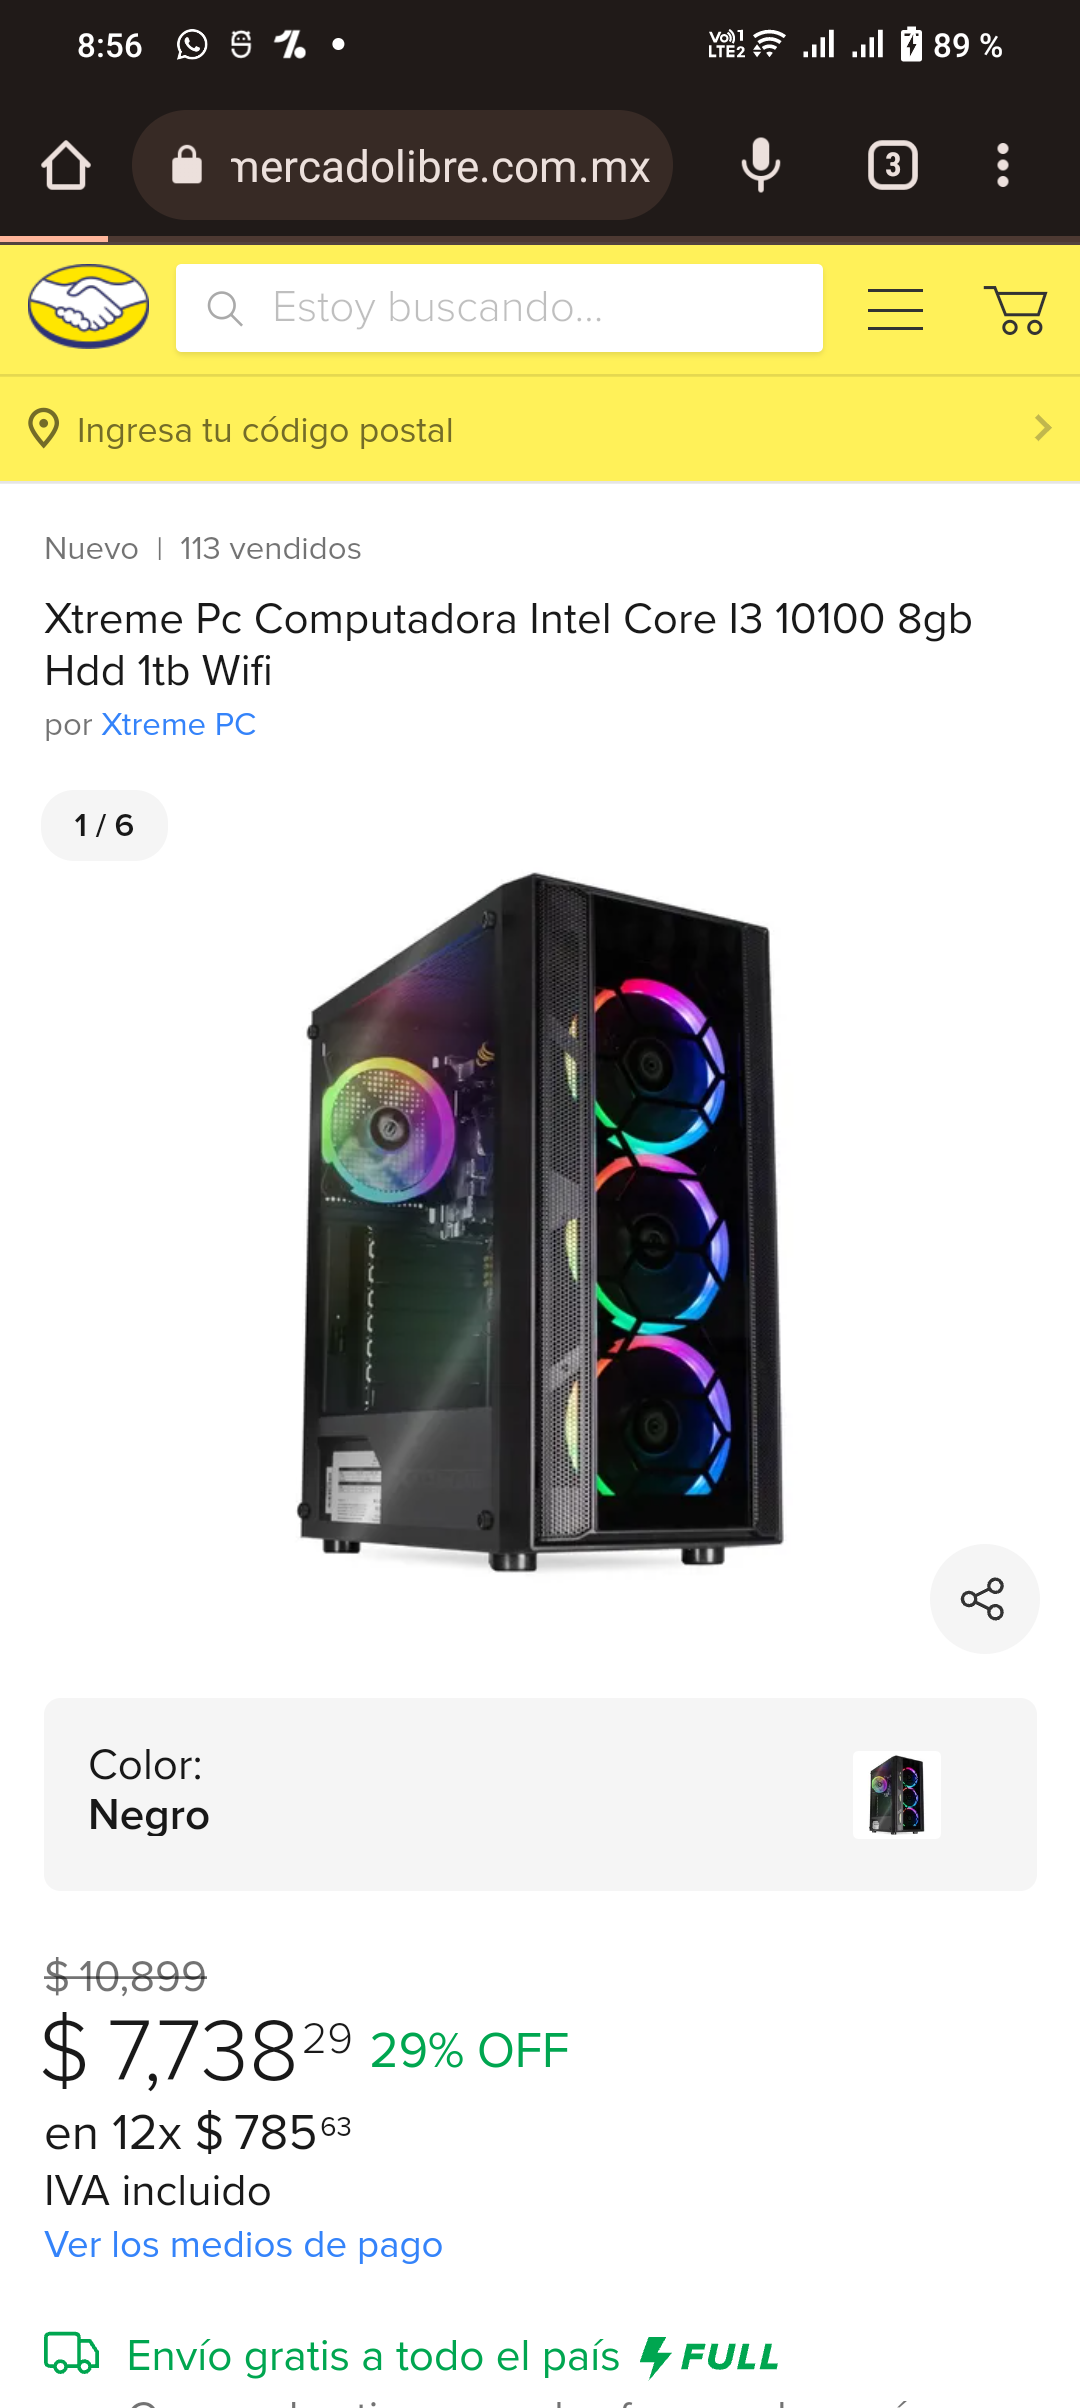 8:56
Vo)) 1 LTE2 89 %
mercadolibre.com.mx
3
Estoy buscando...
Ingresa tu código postal
Nuevo | 113 vendidos
Xtreme Pc Computadora Intel Core I3 10100 8gb
Hdd 1tb Wifi
por Xtreme PC
1 / 6
Color:
Negro
$ 10,899
$ 7,738 29 29% OFF
en 12x $ 785 63
IVA incluido
Ver los medios de pago
Envío gratis a todo el país FULL